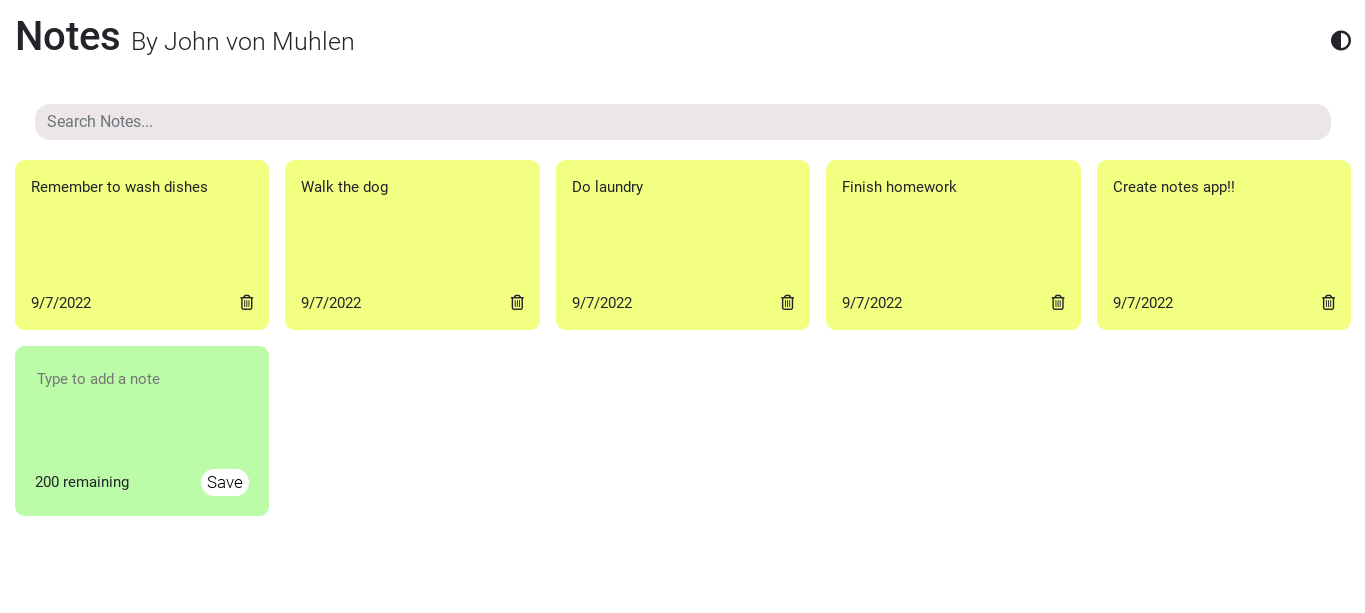 Notes By John von Muhlen
Search Notes...
Remember to wash dishes
Walk the dog
Do laundry
Finish homework
Create notes app!!
9/7/2022
9/7/2022
9/7/2022
9/7/2022
9/7/2022
Type to add a note
200 remaining
Save